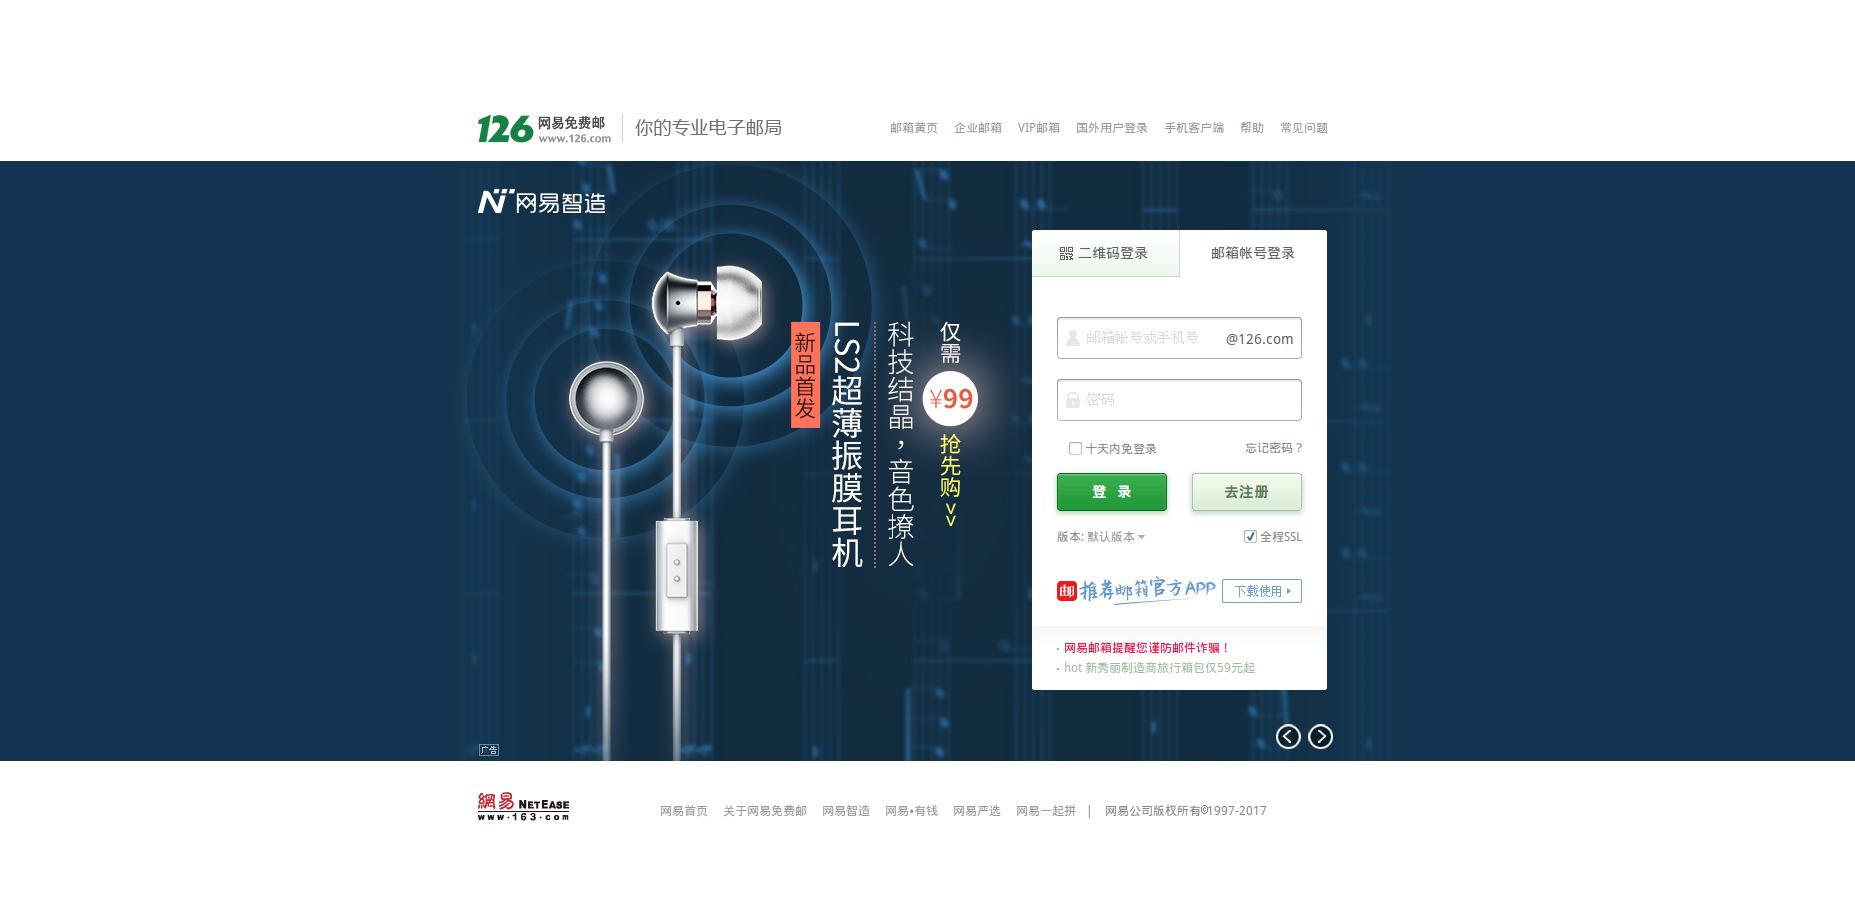 126 网易免费邮
www.126.com
你的专业电子邮局
邮箱黄页 企业邮箱 VIP邮箱 国外用户登录 手机客户端 帮助 常见问题
网易智造
新品首发
LS2超薄振膜耳机
科技结晶，音色撩人
仅需
¥99
抢先购>>
二维码登录
邮箱帐号登录
邮箱帐号或手机号 @126.com
密码
十天内免登录 忘记密码？
登 录 去注册
版本: 默认版本 全程SSL
邮 推荐邮箱官方APP 下载使用
网易邮箱提醒您谨防邮件诈骗！
hot 新秀丽制造商旅行箱包仅59元起
广告
網易 NETEASE
www.163.com
网易首页 关于网易免费邮 网易智造 网易•有钱 网易严选 网易一起拼 | 网易公司版权所有©1997-2017